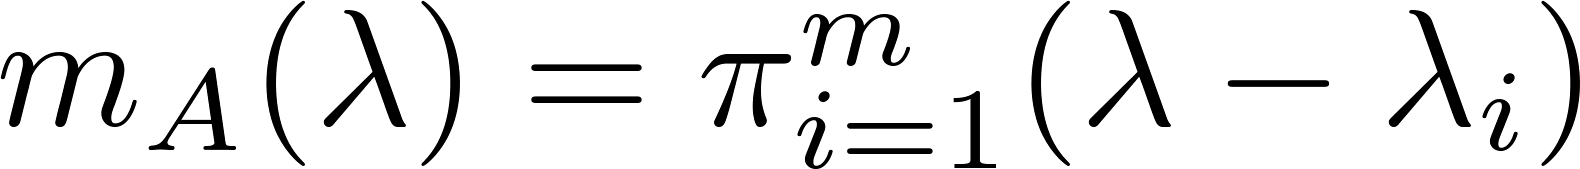 m_A(λ) = π_{i=1}^{m}(λ − λ_i)